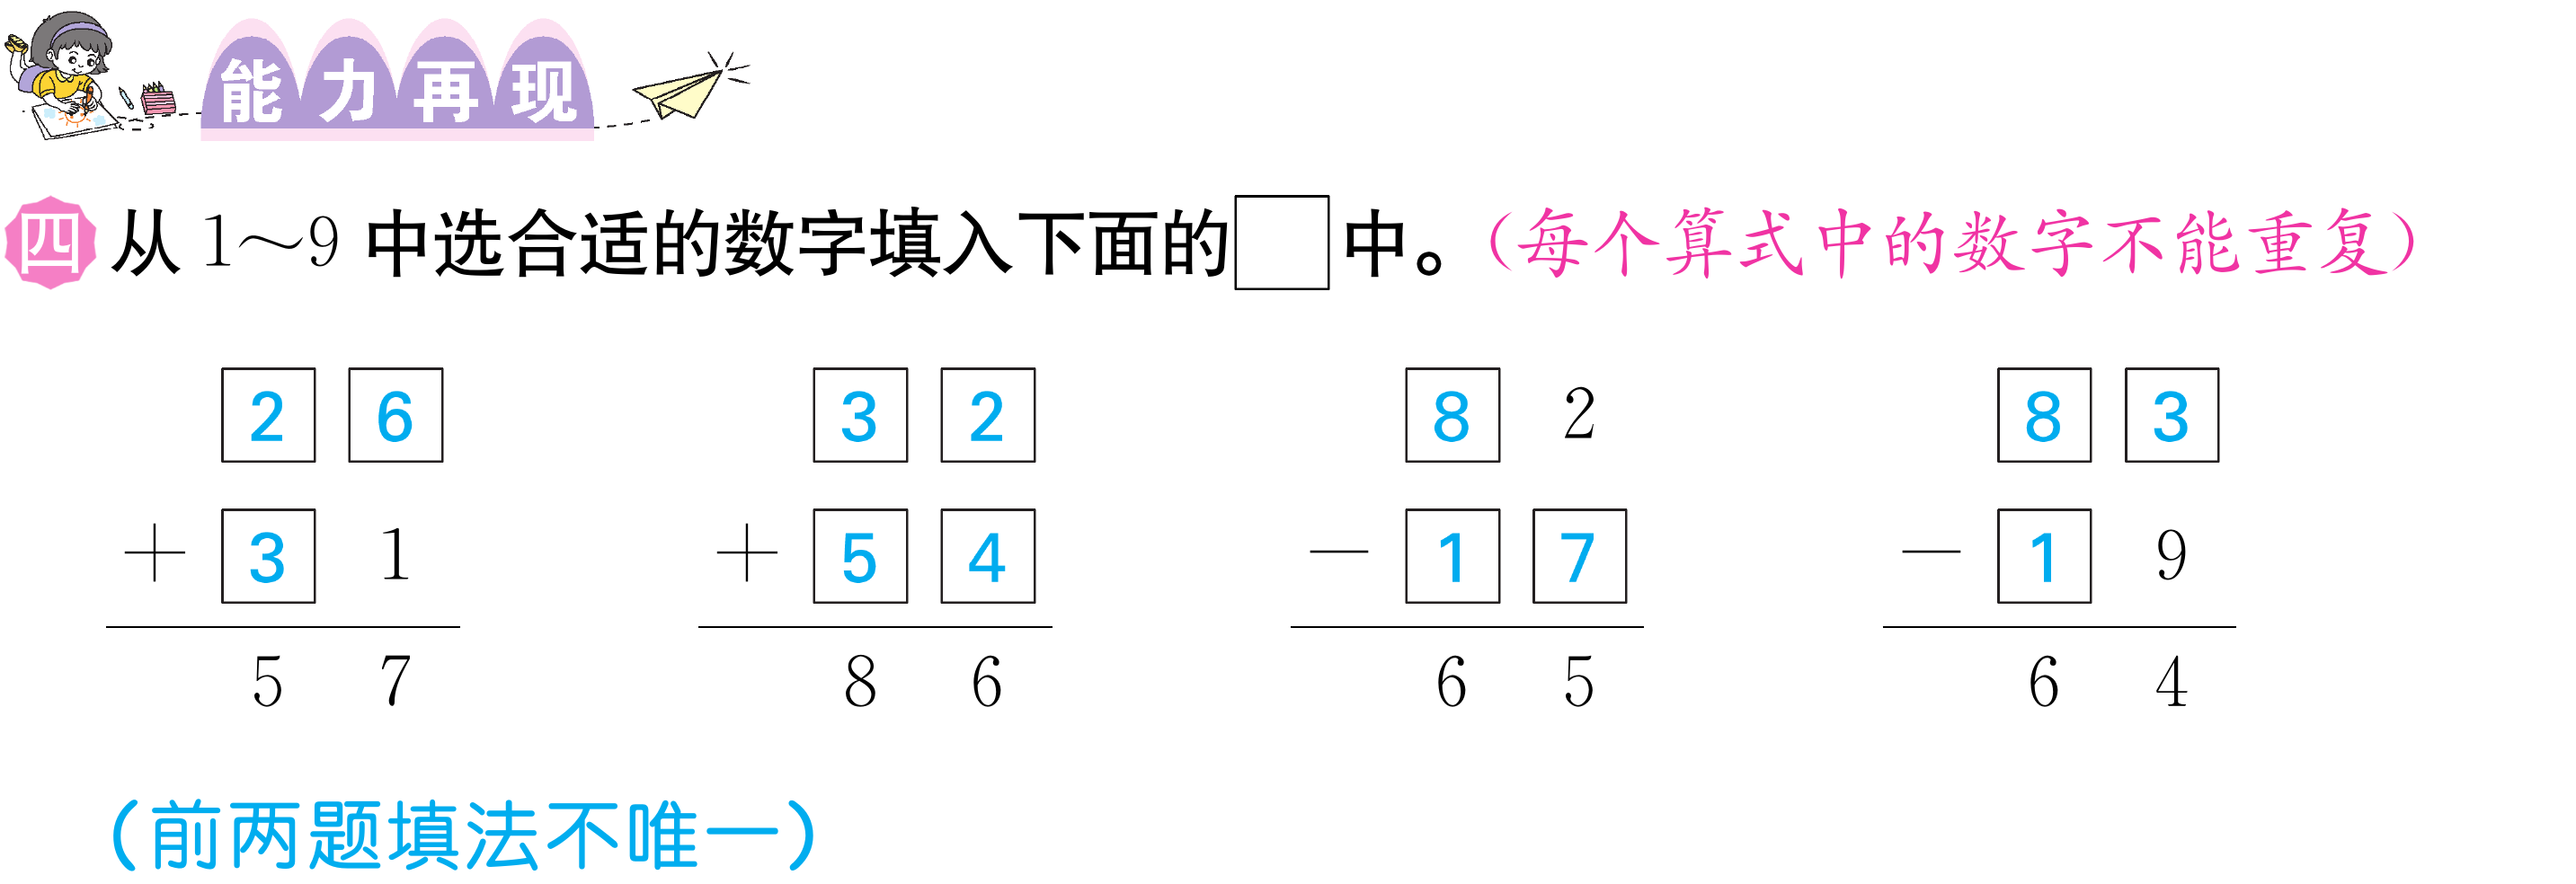 能力再现
四 从 1～9 中选合适的数字填入下面的□中。(每个算式中的数字不能重复)
2 6 3 2 8 2 8 3
+ 3 1 + 5 4 - 1 7 - 1 9
5 7 8 6 6 5 6 4
(前两题填法不唯一)